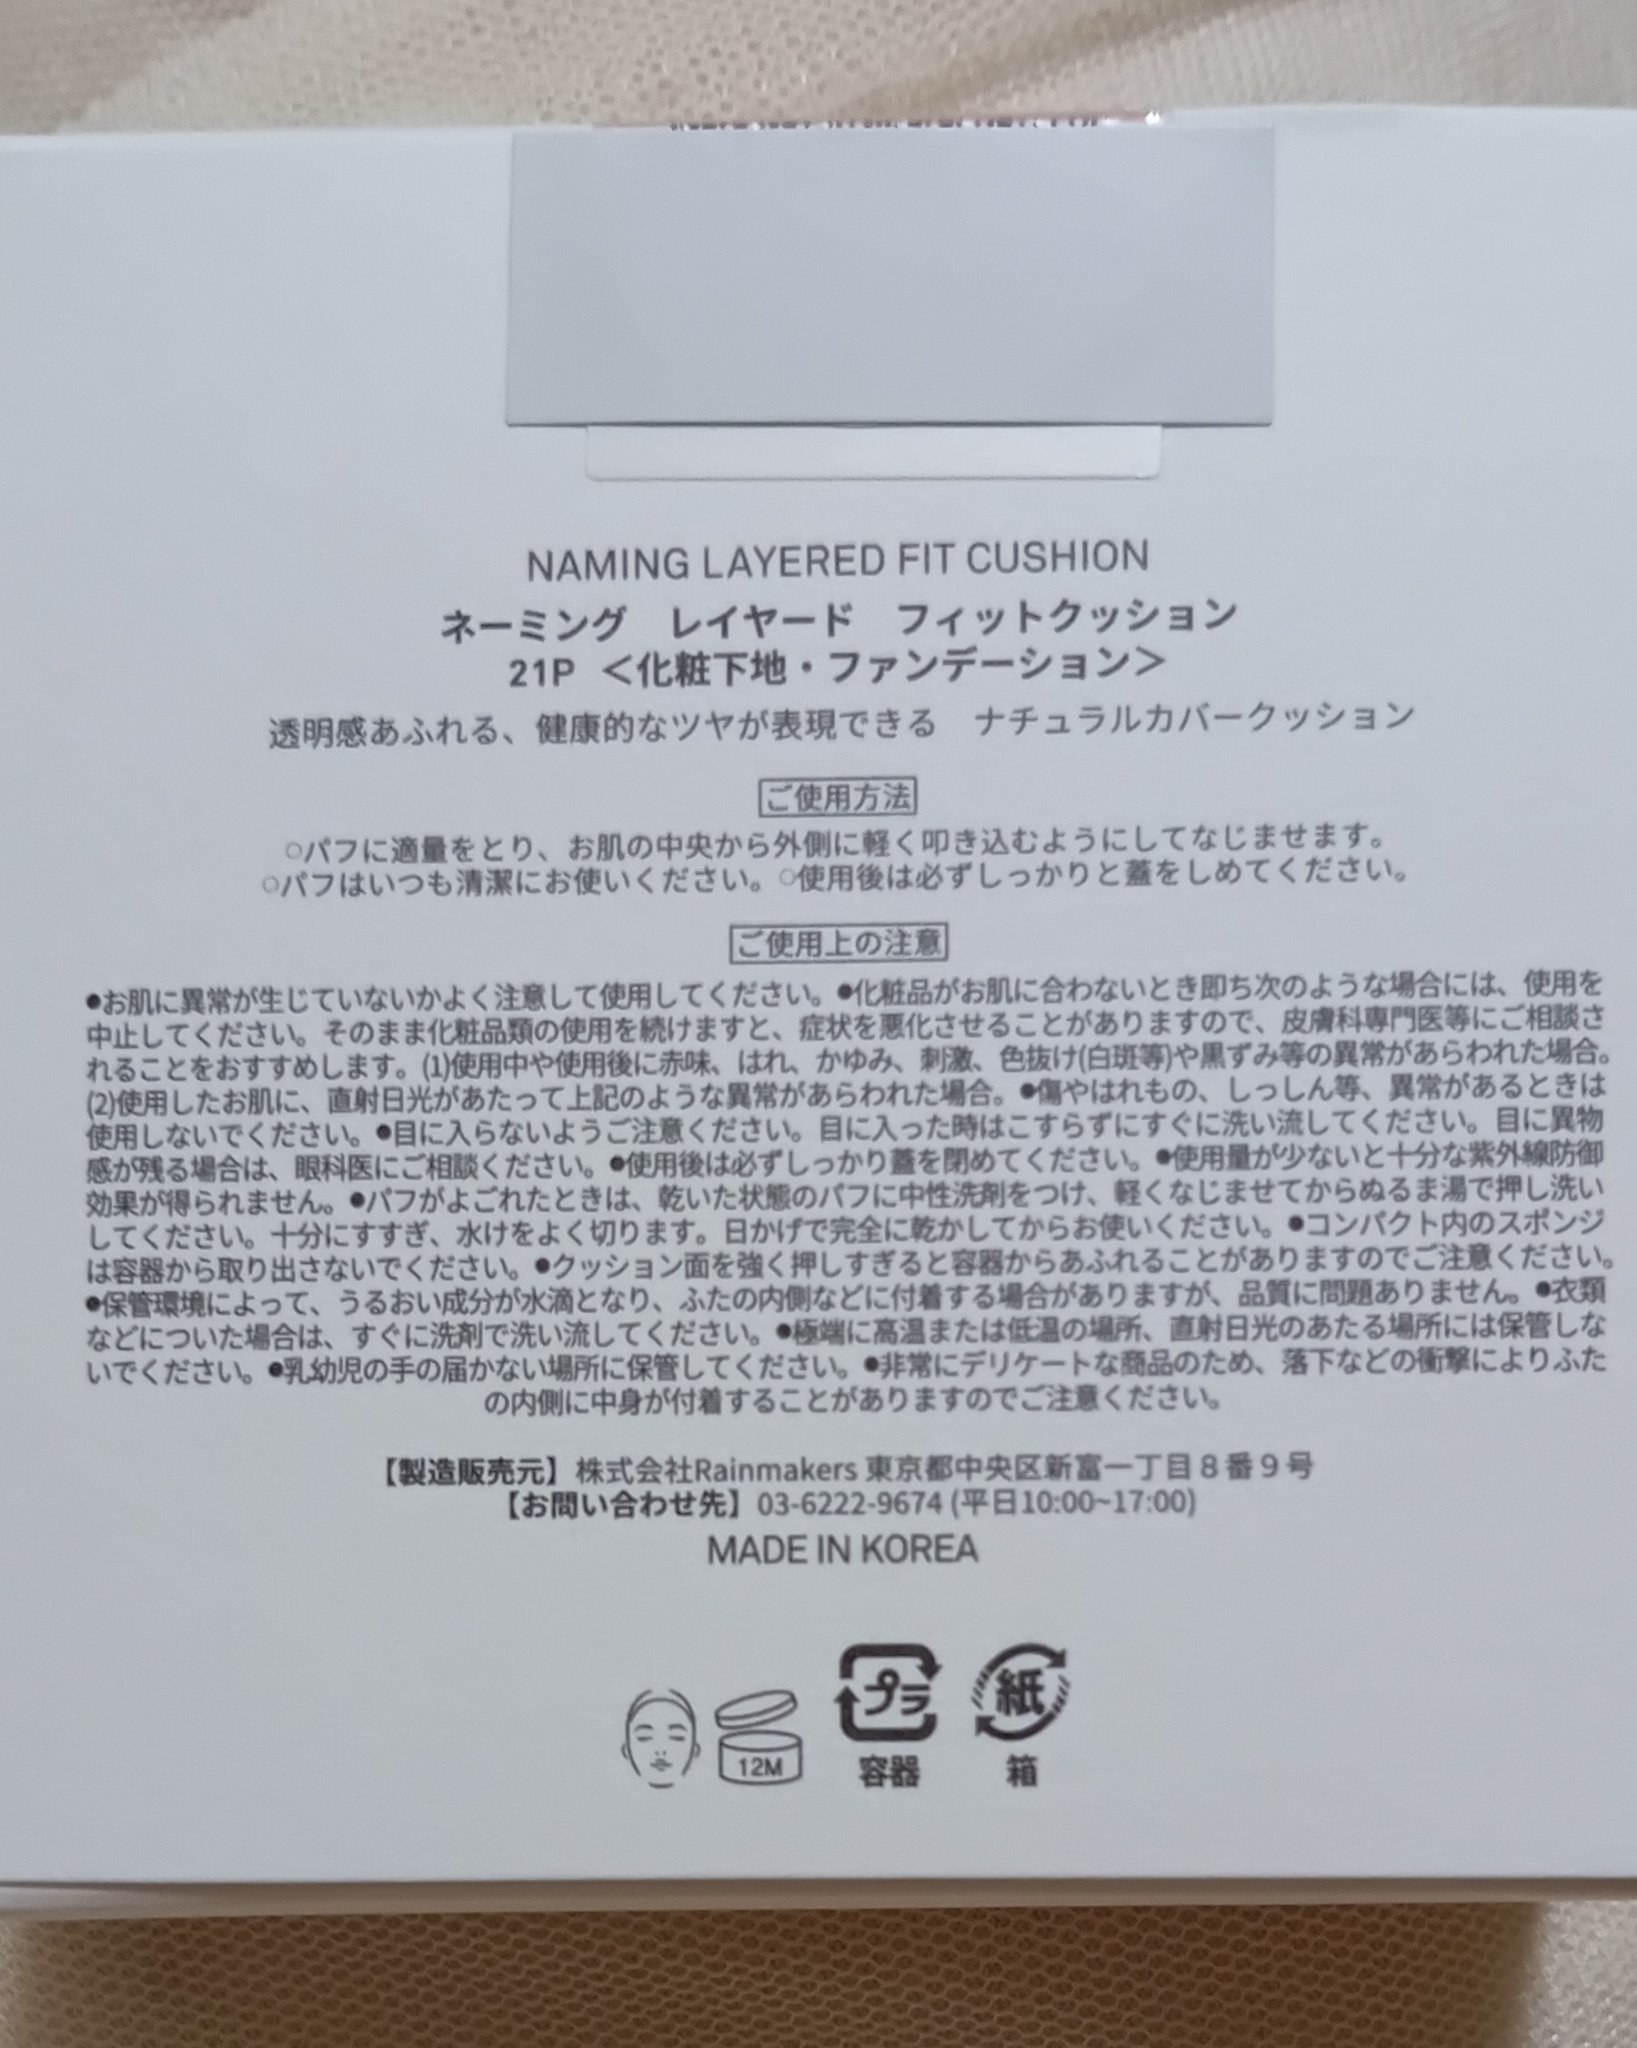 NAMING LAYERED FIT CUSHION
ネーミング　レイヤード　フィットクッション
21P ＜化粧下地・ファンデーション＞
透明感あふれる、健康的なツヤが表現できる　ナチュラルカバークッション
ご使用方法
○パフに適量をとり、お肌の中央から外側に軽く叩き込むようにしてなじませます。
○パフはいつも清潔にお使いください。○使用後は必ずしっかりと蓋をしめてください。
ご使用上の注意
●お肌に異常が生じていないかよく注意して使用してください。●化粧品がお肌に合わないとき即ち次のような場合には、使用を
中止してください。そのまま化粧品類の使用を続けますと、症状を悪化させることがありますので、皮膚科専門医等にご相談さ
れることをおすすめします。(1)使用中や使用後に赤味、はれ、かゆみ、刺激、色抜け(白斑等)や黒ずみ等の異常があらわれた場合。
(2)使用したお肌に、直射日光があたって上記のような異常があらわれた場合。●傷やはれもの、しっしん等、異常があるときは
使用しないでください。●目に入らないようご注意ください。目に入った時はこすらずにすぐに洗い流してください。目に異物
感が残る場合は、眼科医にご相談ください。●使用後は必ずしっかり蓋を閉めてください。●使用量が少ないと十分な紫外線防御
効果が得られません。●パフがよごれたときは、乾いた状態のパフに中性洗剤をつけ、軽くなじませてからぬるま湯で押し洗い
してください。十分にすすぎ、水けをよく切ります。日かげで完全に乾かしてからお使いください。●コンパクト内のスポンジ
は容器から取り出さないでください。●クッション面を強く押しすぎると容器からあふれることがありますのでご注意ください。
●保管環境によって、うるおい成分が水滴となり、ふたの内側などに付着する場合がありますが、品質に問題ありません。●衣類
などについた場合は、すぐに洗剤で洗い流してください。●極端に高温または低温の場所、直射日光のあたる場所には保管しな
いでください。●乳幼児の手の届かない場所に保管してください。●非常にデリケートな商品のため、落下などの衝撃によりふた
の内側に中身が付着することがありますのでご注意ください。
【製造販売元】株式会社Rainmakers 東京都中央区新富一丁目８番９号
【お問い合わせ先】03-6222-9674 (平日10:00~17:00)
MADE IN KOREA
12M
プラ
紙
容器
箱